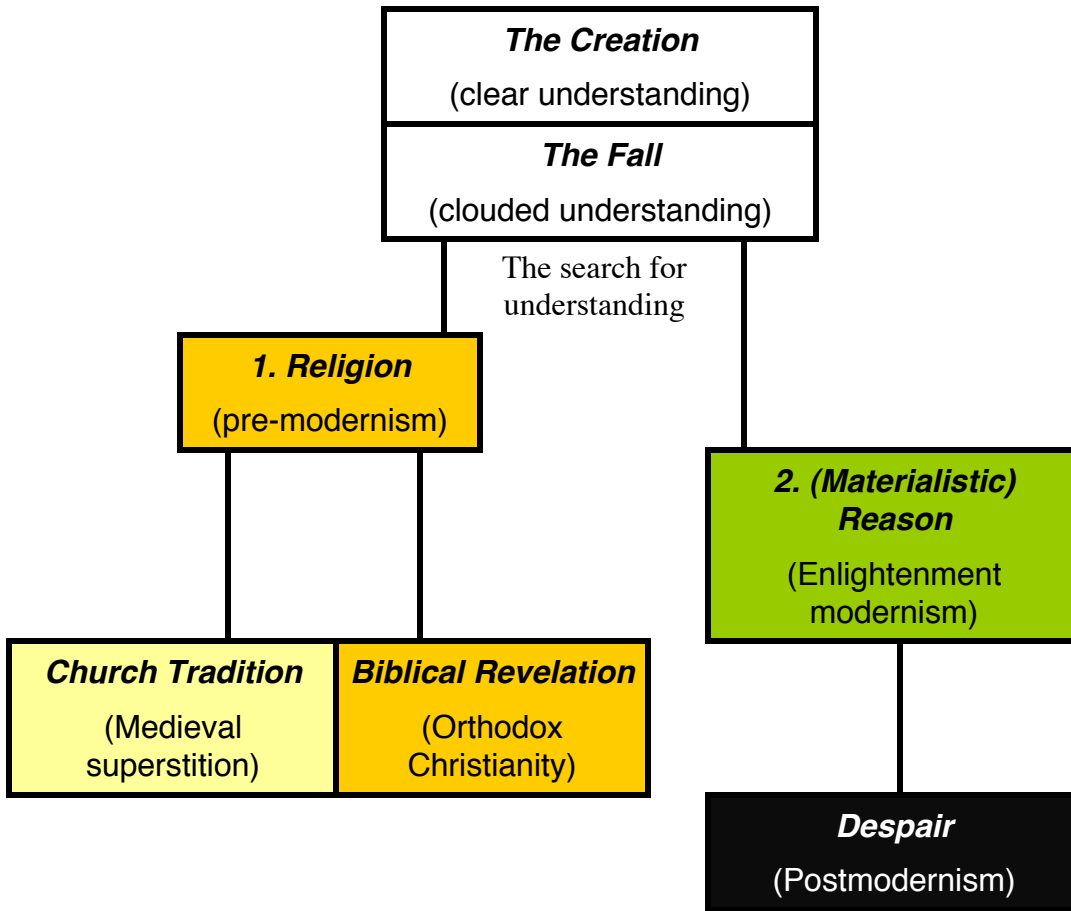 The Creation
(clear understanding)
The Fall
(clouded understanding)
The search for
understanding
1. Religion
(pre-modernism)
2. (Materialistic)
Reason
(Enlightenment
modernism)
Church Tradition
(Medieval
superstition)
Biblical Revelation
(Orthodox
Christianity)
Despair
(Postmodernism)